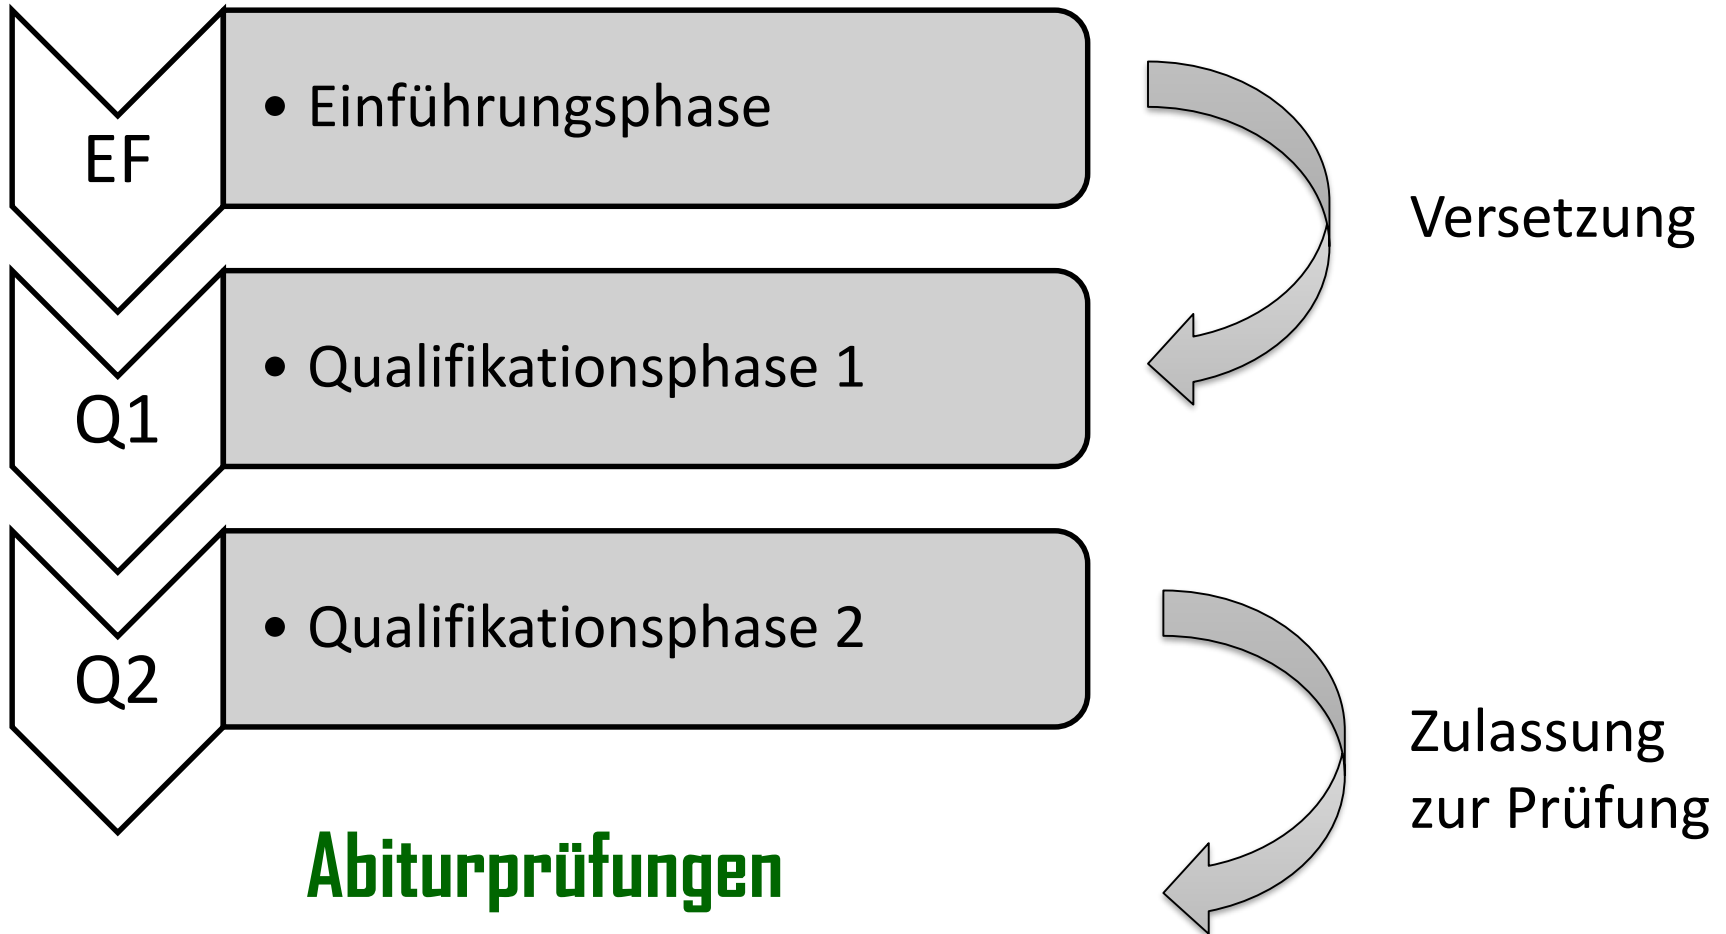 EF
• Einführungsphase
Versetzung
Q1
• Qualifikationsphase 1
Q2
• Qualifikationsphase 2
Zulassung
zur Prüfung
Abiturprüfungen